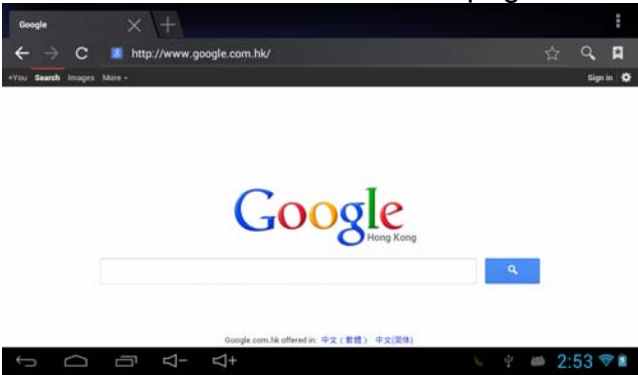 Google
http://www.google.com.hk/
+You Search Images More
Sign in
Google
Hong Kong
Google.com.hk offered in: 中文（繁體） 中文(简体)
2:53